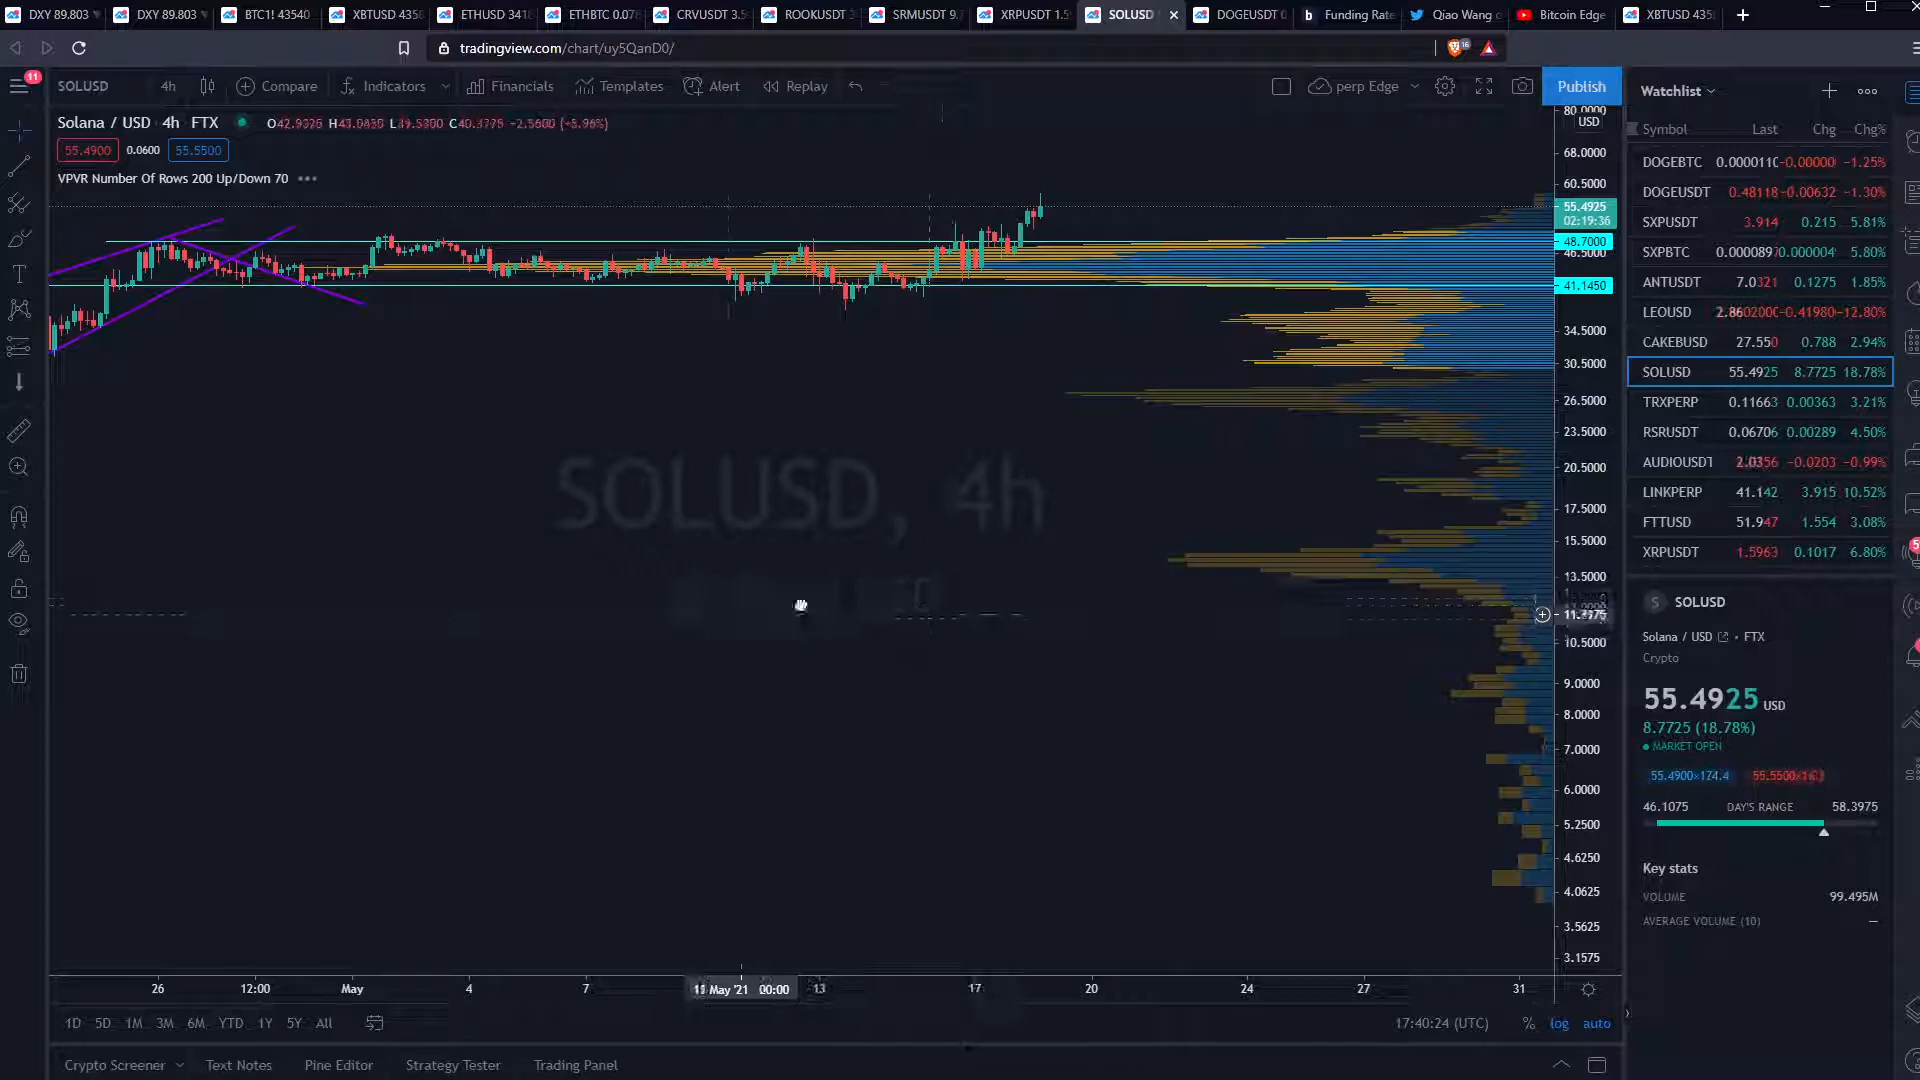 DXY 89.803
DXY 89.803
BTC1! 43540
XBTUSD 435
ETHUSD 341
ETHBTC 0.07
CRVUSDT 3.5
ROOKUSDT 3
SRMUSDT 9.
XRPUSDT 1.5
SOLUSD
DOGEUSDT 0
Funding Rate
Qiao Wang
Bitcoin Edge
XBTUSD 435
tradingview.com/chart/uy5QanD0/
16
11
SOLUSD 4h Compare Indicators Financials Templates Alert Replay perp Edge Publish
Solana / USD 4h FTX
55.4900 0.0600 55.5500
VPVR Number Of Rows 200 Up/Down 70
80.0000
USD
68.0000
60.5000
55.4925
02:19:36
48.7000
46.5000
41.1450
34.5000
30.5000
26.5000
23.5000
20.5000
17.5000
15.5000
13.5000
10.5000
9.0000
8.0000
7.0000
6.0000
5.2500
4.6250
4.0625
3.5625
3.1575
SOLUSD, 4h
26 12:00 May 4 7 11 May '21 00:00 13 17 20 24 27 31
1D 5D 1M 3M 6M YTD 1Y 5Y All
17:40:24 (UTC) % log auto
Crypto Screener Text Notes Pine Editor Strategy Tester Trading Panel
Watchlist
Symbol Last Chg Chg%
DOGEBTC -1.25%
DOGEUSDT 0.48118 -0.00632 -1.30%
SXPUSDT 3.914 0.215 5.81%
SXPBTC 5.80%
ANTUSDT 7.0321 0.1275 1.85%
LEOUSD -12.80%
CAKEBUSD 27.550 0.788 2.94%
SOLUSD 55.4925 8.7725 18.78%
TRXPERP 0.11663 0.00363 3.21%
RSRUSDT 0.06706 0.00289 4.50%
AUDIOUSDT -0.0203 -0.99%
LINKPERP 41.142 3.915 10.52%
FTTUSD 51.947 1.554 3.08%
XRPUSDT 1.5963 0.1017 6.80%
S SOLUSD
Solana / USD • FTX
Crypto
55.4925 USD
8.7725 (18.78%)
MARKET OPEN
46.1075 DAY'S RANGE 58.3975
Key stats
VOLUME 99.495M
AVERAGE VOLUME (10) —
5